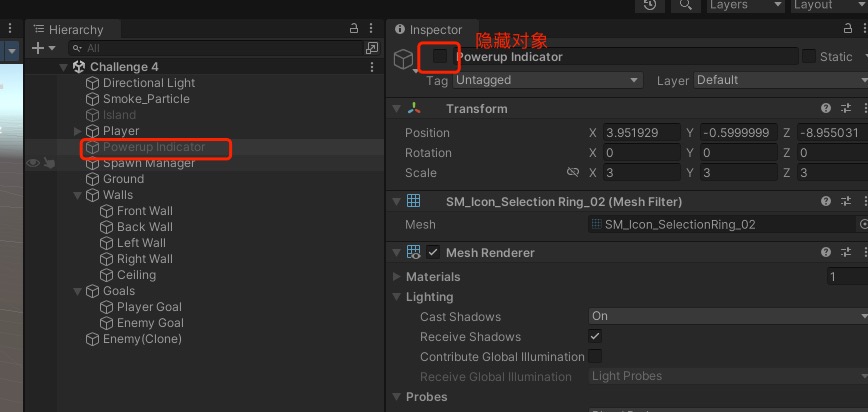 Layers
Layout
Hierarchy
All
Challenge 4
Directional Light
Smoke_Particle
Island
Player
Powerup Indicator
Spawn Manager
Ground
Walls
Front Wall
Back Wall
Left Wall
Right Wall
Ceiling
Goals
Player Goal
Enemy Goal
Enemy(Clone)
Inspector
隐藏对象
Powerup Indicator
Static
Tag Untagged
Layer Default
Transform
Position X 3.951929 Y -0.5999999 Z -8.955031
Rotation X 0 Y 0 Z 0
Scale X 3 Y 3 Z 3
SM_Icon_Selection Ring_02 (Mesh Filter)
Mesh SM_Icon_SelectionRing_02
Mesh Renderer
Materials 1
Lighting
Cast Shadows On
Receive Shadows
Contribute Global Illumination
Receive Global Illumination Light Probes
Probes